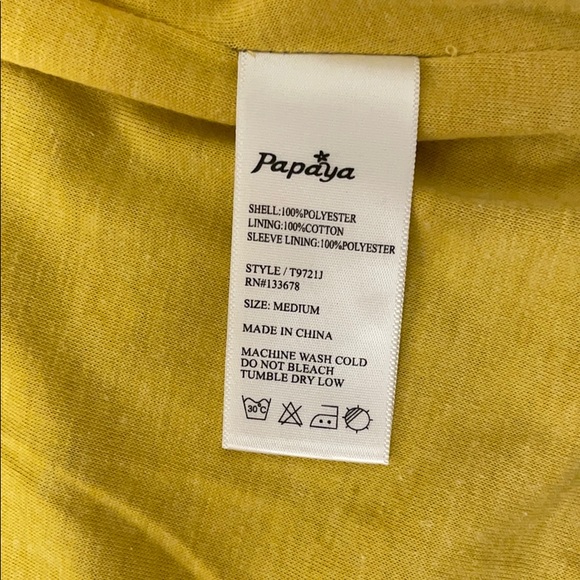 Papaya
SHELL:100%POLYESTER
LINING:100%COTTON
SLEEVE LINING:100%POLYESTER
STYLE / T9721J
RN#133678
SIZE: MEDIUM
MADE IN CHINA
MACHINE WASH COLD
DO NOT BLEACH
TUMBLE DRY LOW
30°C